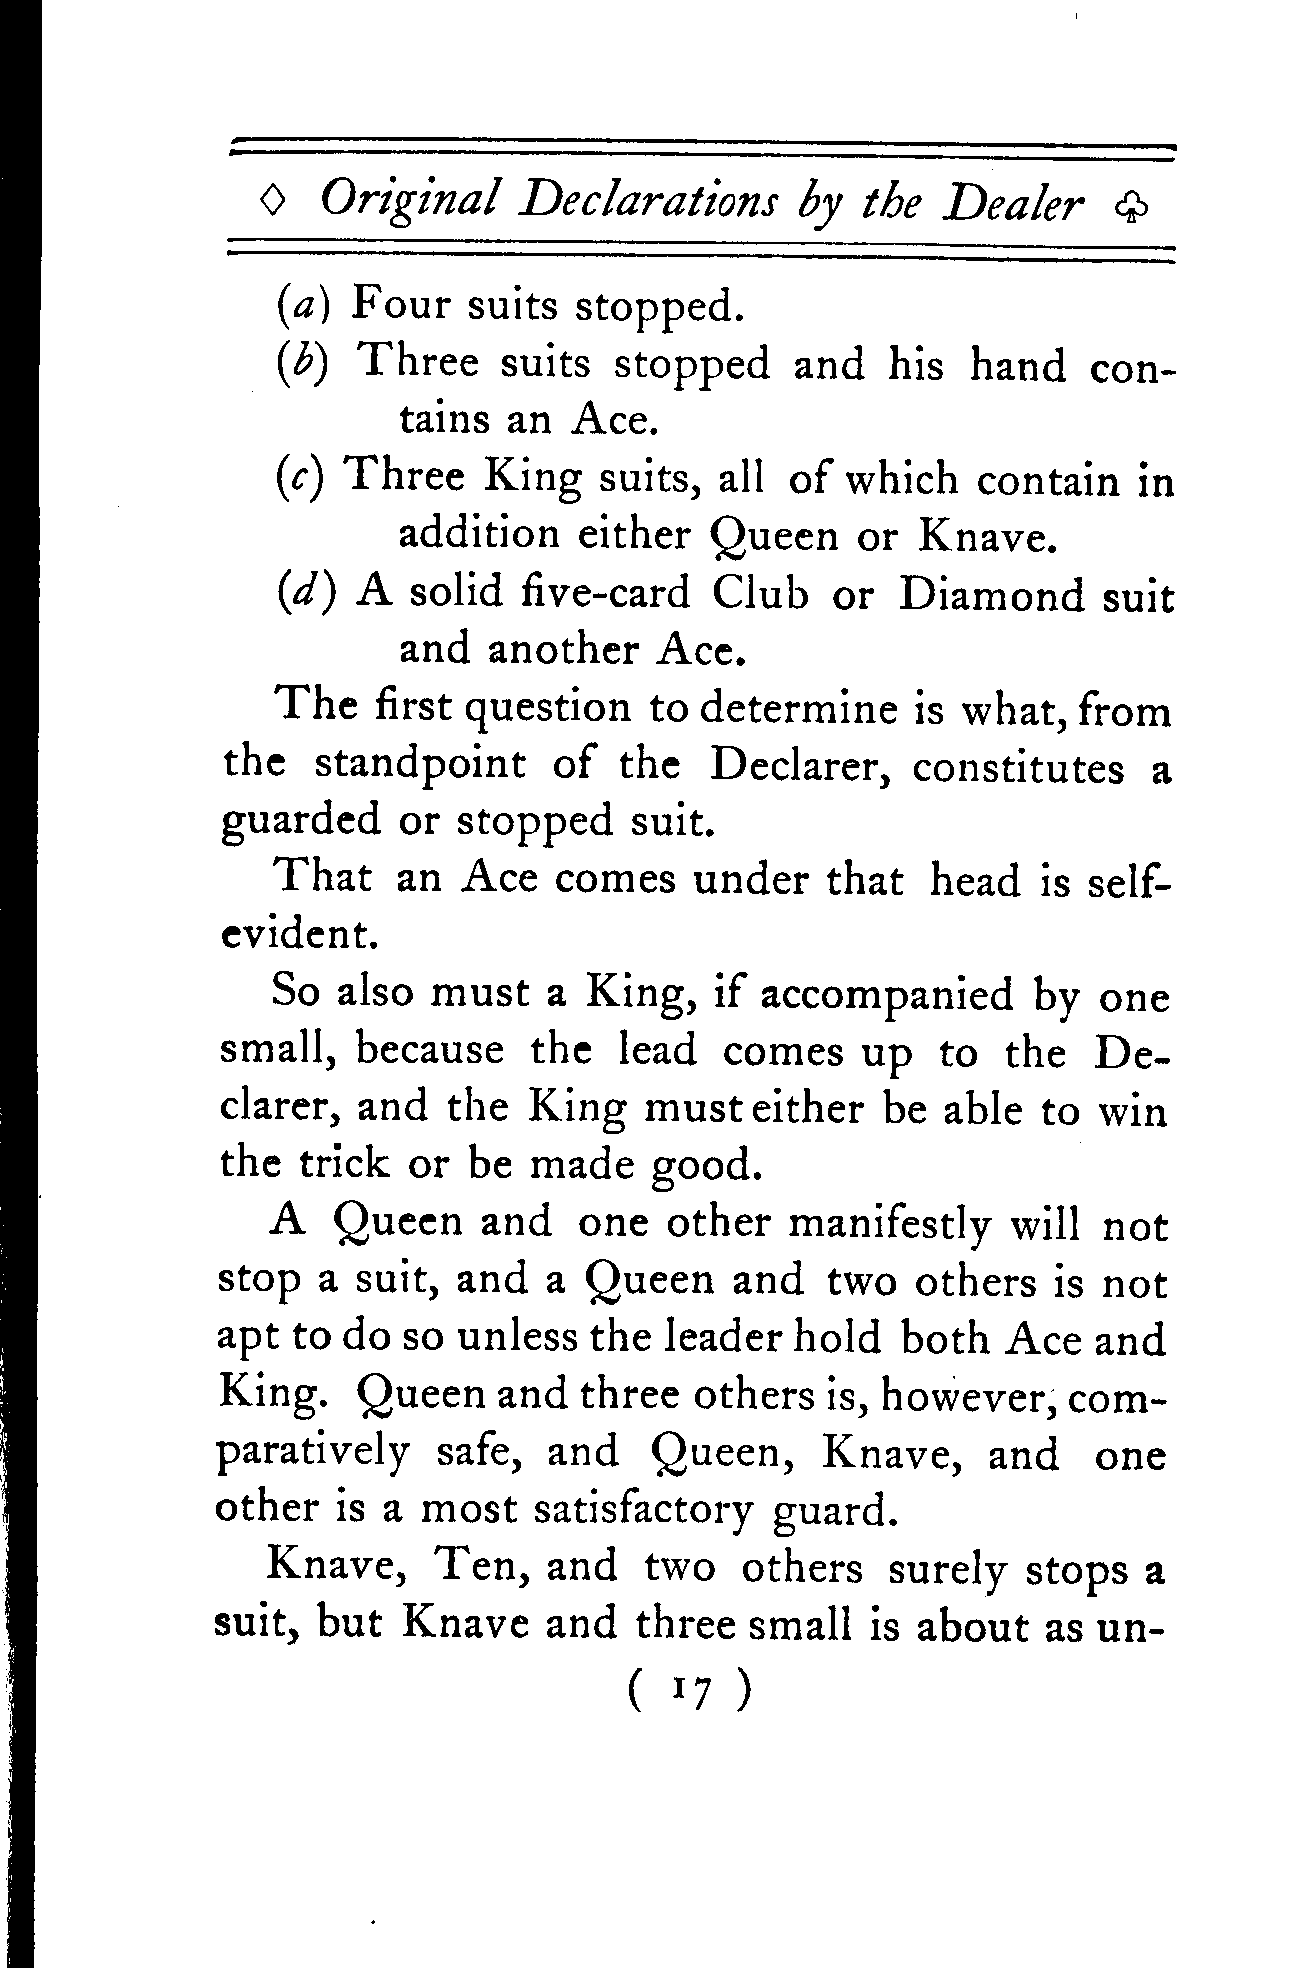 ◊ Original Declarations by the Dealer ♧
(a) Four suits stopped.
(b) Three suits stopped and his hand con-
tains an Ace.
(c) Three King suits, all of which contain in
addition either Queen or Knave.
(d) A solid five-card Club or Diamond suit
and another Ace.
The first question to determine is what, from
the standpoint of the Declarer, constitutes a
guarded or stopped suit.
That an Ace comes under that head is self-
evident.
So also must a King, if accompanied by one
small, because the lead comes up to the De-
clarer, and the King must either be able to win
the trick or be made good.
A Queen and one other manifestly will not
stop a suit, and a Queen and two others is not
apt to do so unless the leader hold both Ace and
King. Queen and three others is, however, com-
paratively safe, and Queen, Knave, and one
other is a most satisfactory guard.
Knave, Ten, and two others surely stops a
suit, but Knave and three small is about as un-
( 17 )